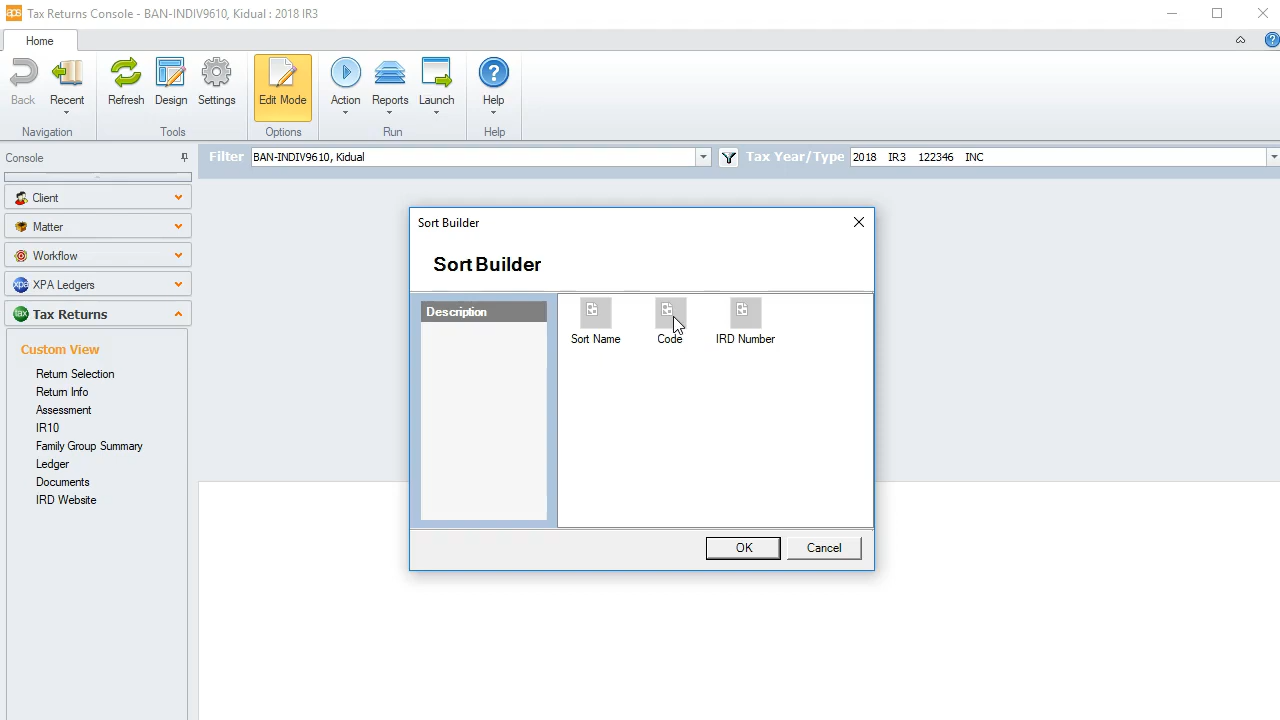 aps Tax Returns Console - BAN-INDIV9610, Kidual : 2018 IR3
Home
Back Recent Refresh Design Settings Edit Mode Action Reports Launch Help
Navigation Tools Options Run Help
Console
Filter BAN-INDIV9610, Kidual Tax Year/Type 2018 IR3 122346 INC
Client
Matter
Workflow
xpa XPA Ledgers
tax Tax Returns
Custom View
Return Selection
Return Info
Assessment
IR10
Family Group Summary
Ledger
Documents
IRD Website
Sort Builder
Sort Builder
Description
Sort Name Code IRD Number
OK Cancel